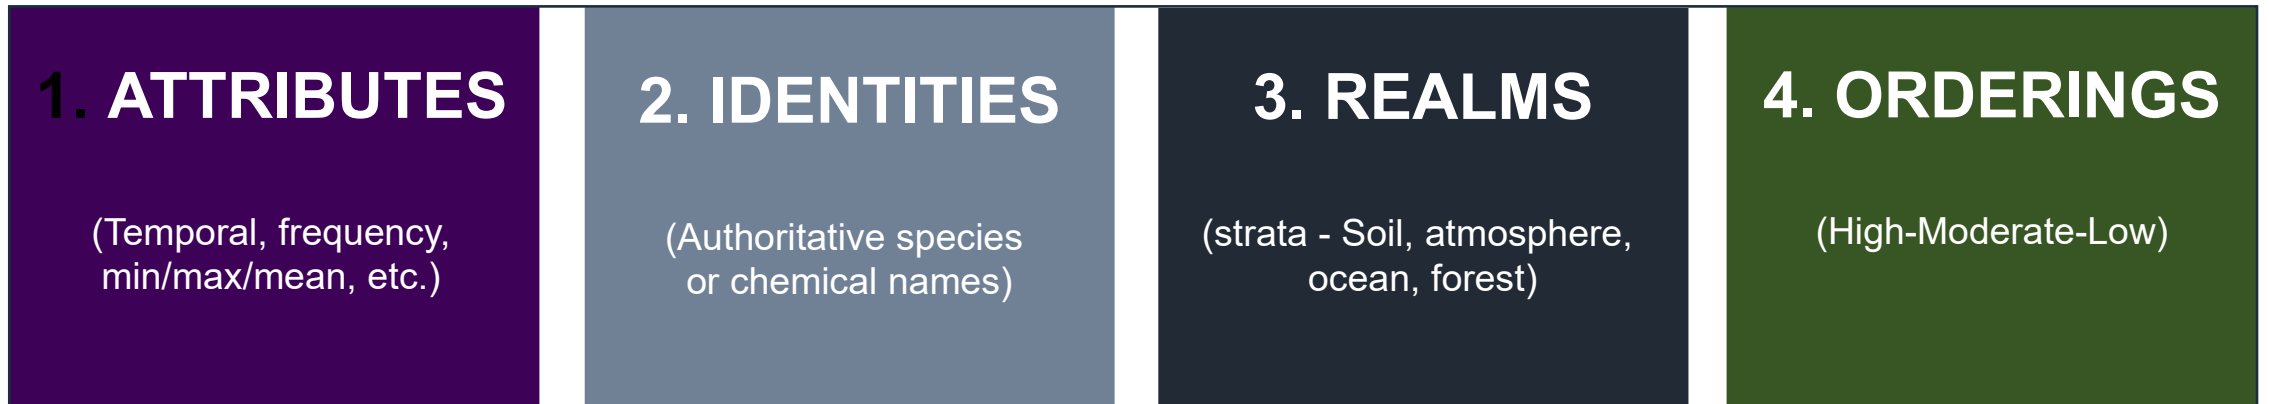 1. ATTRIBUTES
(Temporal, frequency,
min/max/mean, etc.)
2. IDENTITIES
(Authoritative species
or chemical names)
3. REALMS
(strata - Soil, atmosphere,
ocean, forest)
4. ORDERINGS
(High-Moderate-Low)